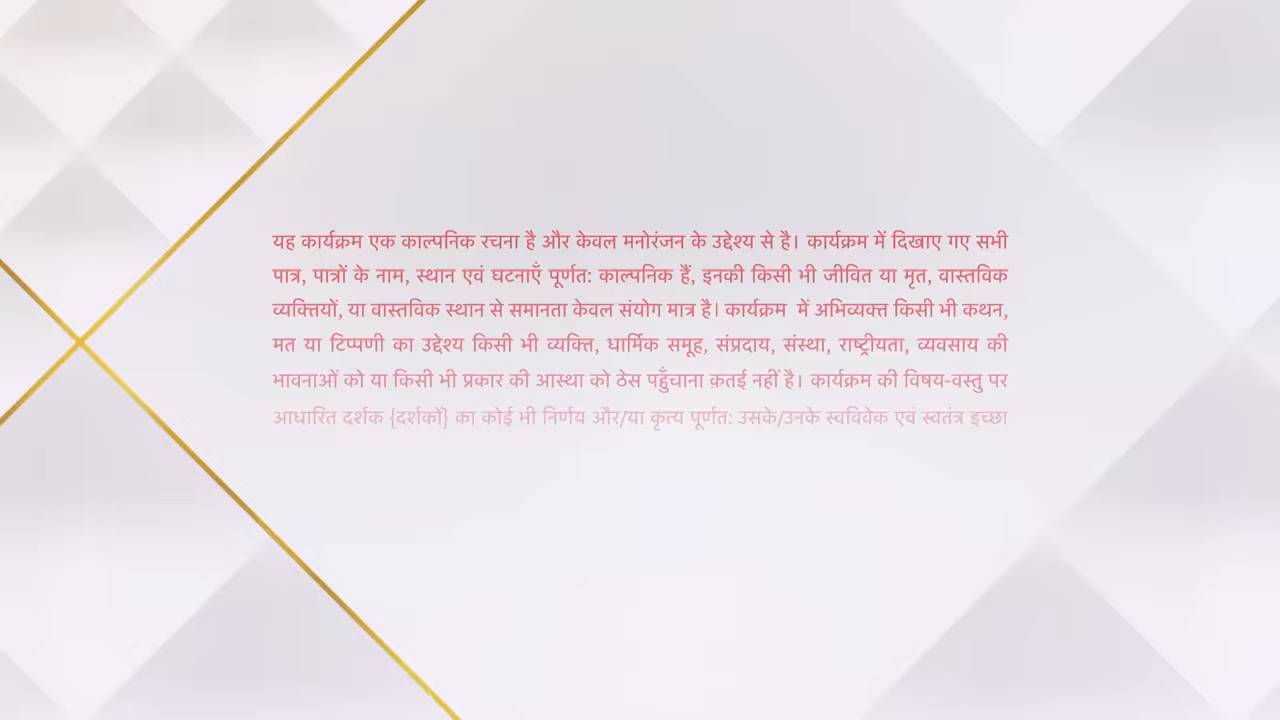 यह कार्यक्रम एक काल्पनिक रचना है और केवल मनोरंजन के उद्देश्य से है। कार्यक्रम में दिखाए गए सभी
पात्र, पात्रों के नाम, स्थान एवं घटनाएँ पूर्णत: काल्पनिक हैं, इनकी किसी भी जीवित या मृत, वास्तविक
व्यक्तियों, या वास्तविक स्थान से समानता केवल संयोग मात्र है। कार्यक्रम में अभिव्यक्त किसी भी कथन,
मत या टिप्पणी का उद्देश्य किसी भी व्यक्ति, धार्मिक समूह, संप्रदाय, संस्था, राष्ट्रीयता, व्यवसाय की
भावनाओं को या किसी भी प्रकार की आस्था को ठेस पहुँचाना क़तई नहीं है। कार्यक्रम की विषय-वस्तु पर
आधारित दर्शक {दर्शकों} का कोई भी निर्णय और/या कृत्य पूर्णत: उसके/उनके स्वविवेक एवं स्वतंत्र इच्छा